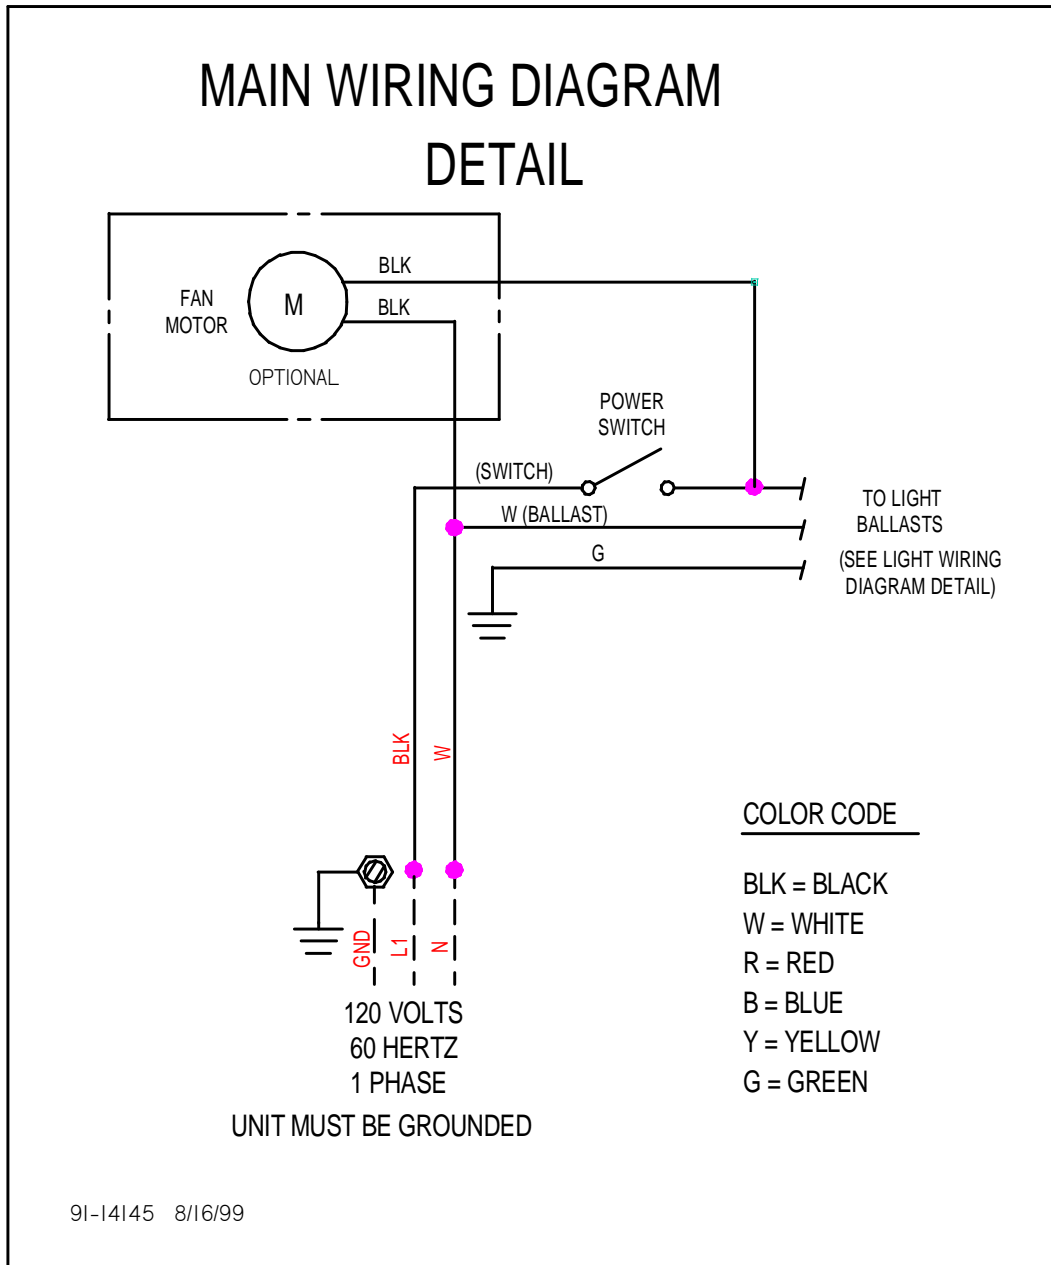 MAIN WIRING DIAGRAM
DETAIL
BLK
FAN
MOTOR
M
BLK
OPTIONAL
POWER
SWITCH
(SWITCH)
W (BALLAST)
G
TO LIGHT
BALLASTS
(SEE LIGHT WIRING
DIAGRAM DETAIL)
BLK
W
GND
L1
N
120 VOLTS
60 HERTZ
1 PHASE
UNIT MUST BE GROUNDED
COLOR CODE
BLK = BLACK
W = WHITE
R = RED
B = BLUE
Y = YELLOW
G = GREEN
91-14145 8/16/99